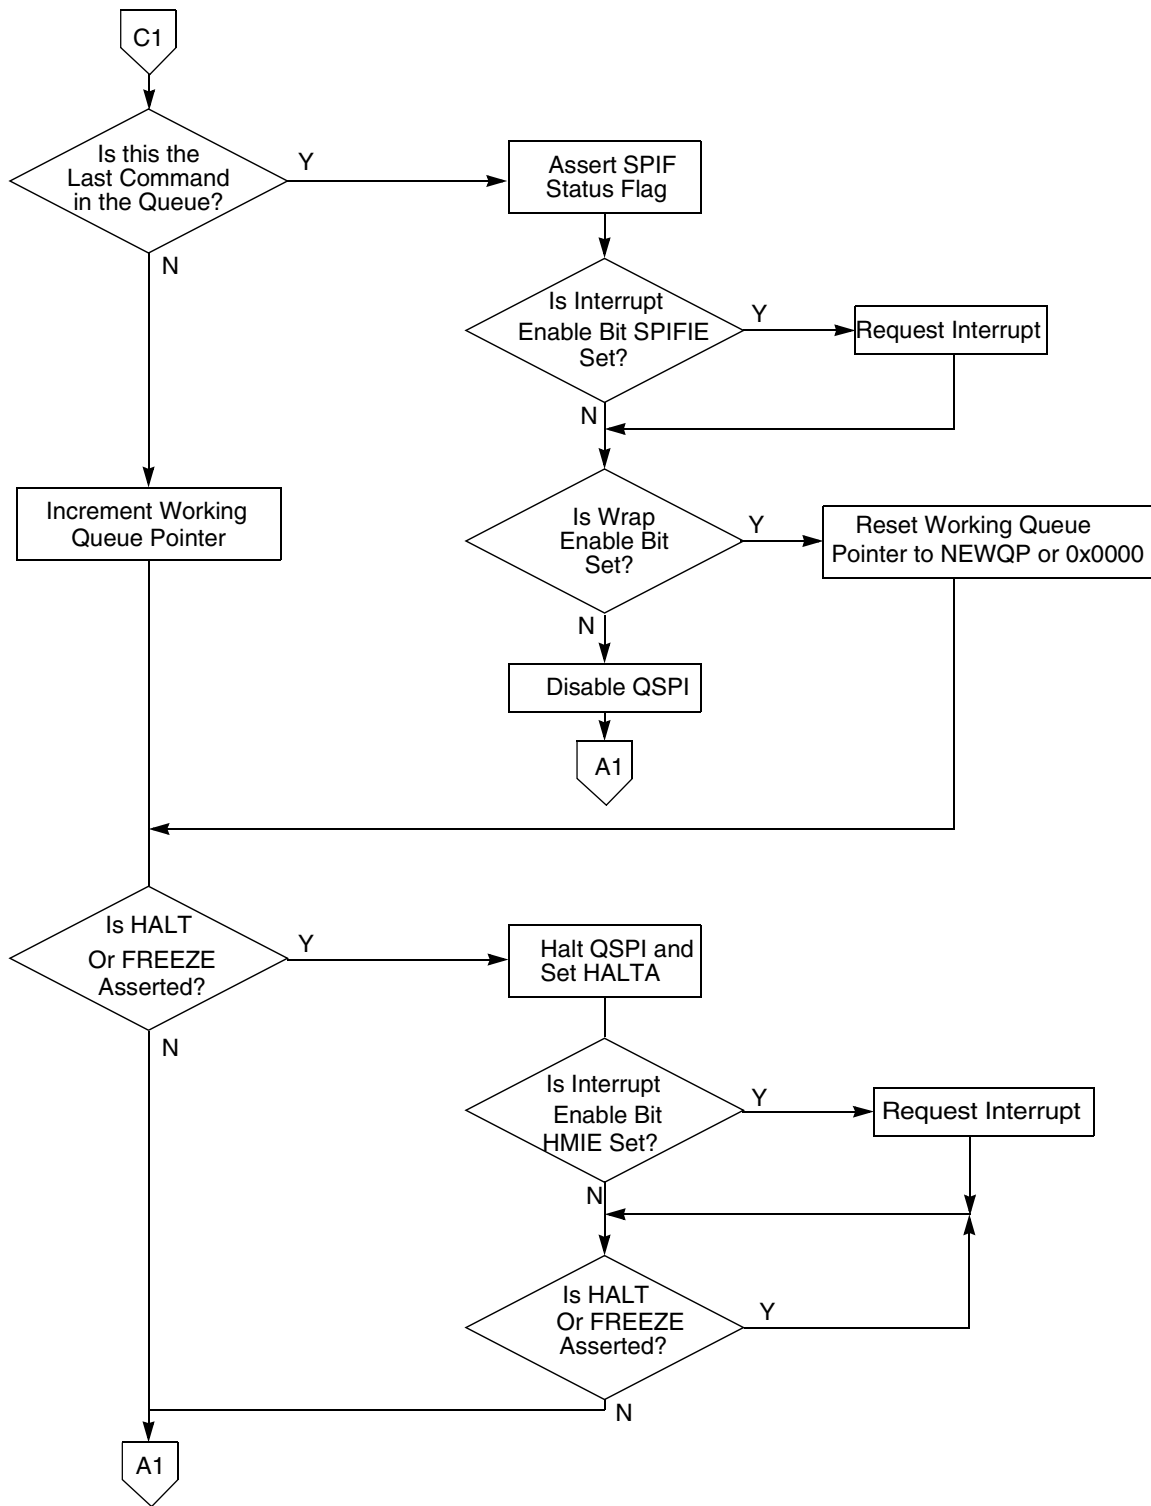 C1
Is this the
Last Command
in the Queue?
Y
Assert SPIF
Status Flag
N
Is Interrupt
Enable Bit SPIFIE
Set?
Y
Request Interrupt
N
Increment Working
Queue Pointer
Is Wrap
Enable Bit
Set?
Y
Reset Working Queue
Pointer to NEWQP or 0x0000
N
Disable QSPI
A1
Is HALT
Or FREEZE
Asserted?
Y
Halt QSPI and
Set HALTA
N
Is Interrupt
Enable Bit
HMIE Set?
Y
Request Interrupt
N
Is HALT
Or FREEZE
Asserted?
Y
N
A1